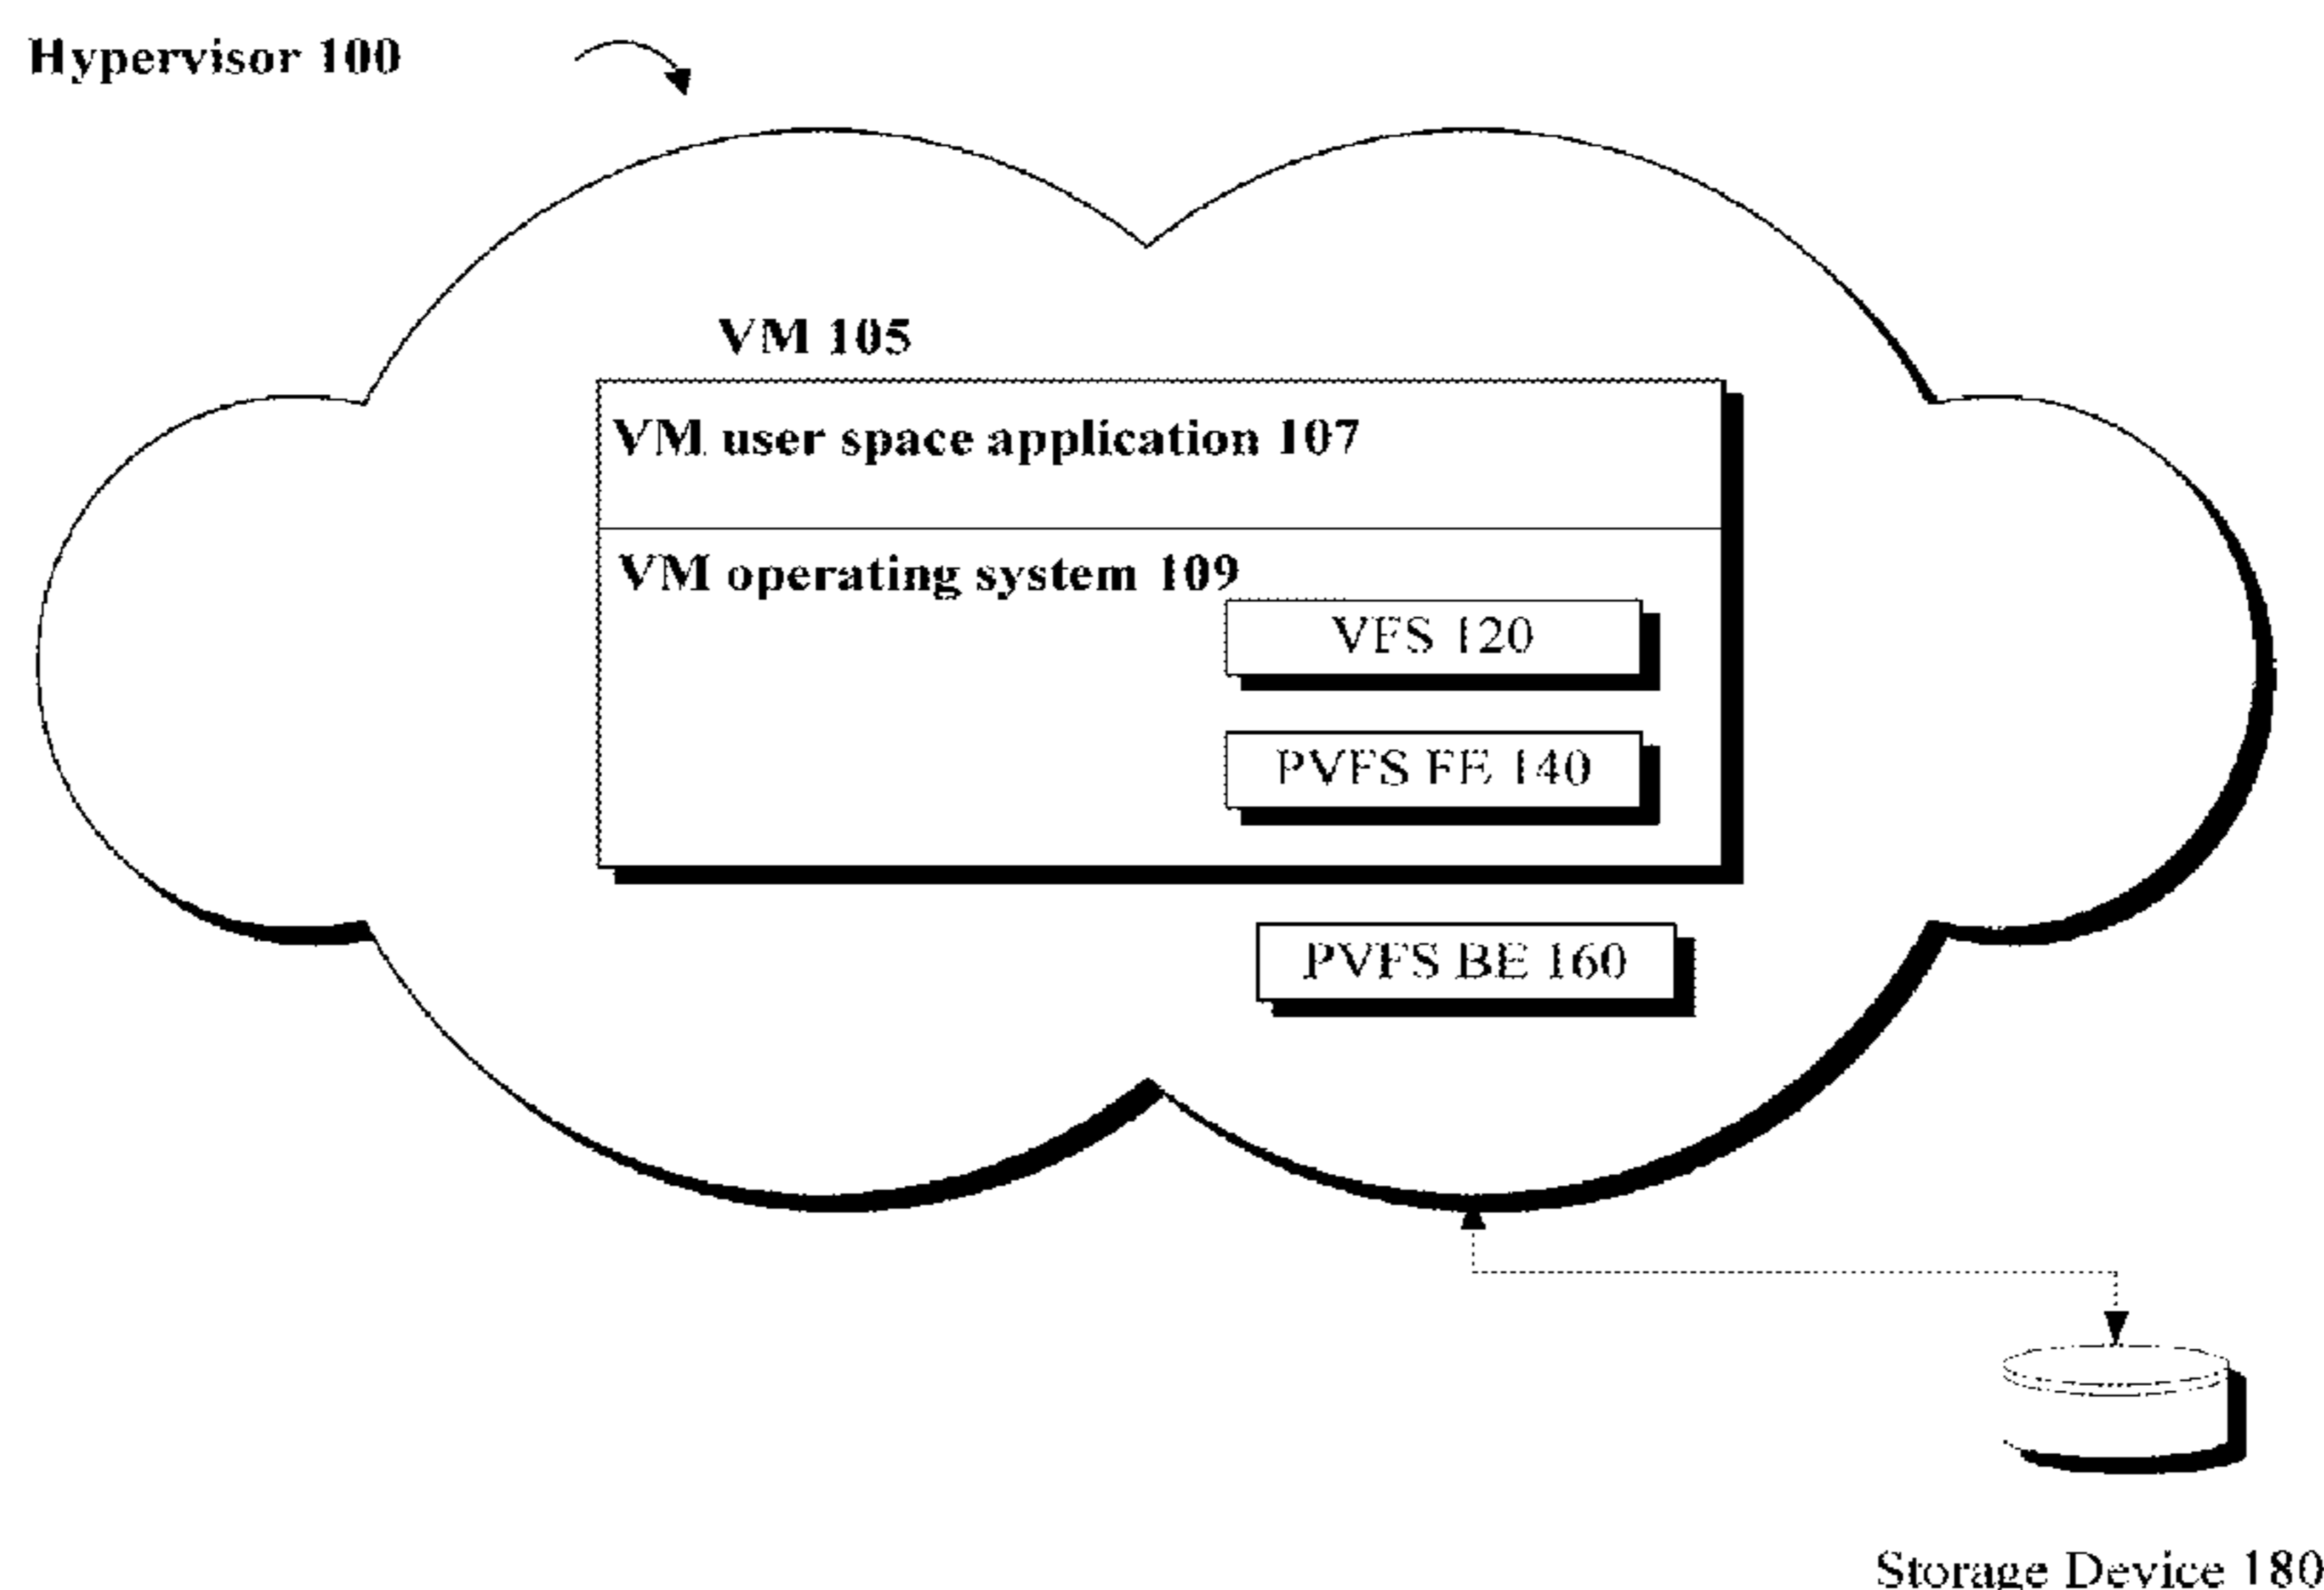 Hypervisor 100
VM 105
VM user space application 107
VM operating system 109
VFS 120
PVFS FE 140
PVFS BE 160
Storage Device 180